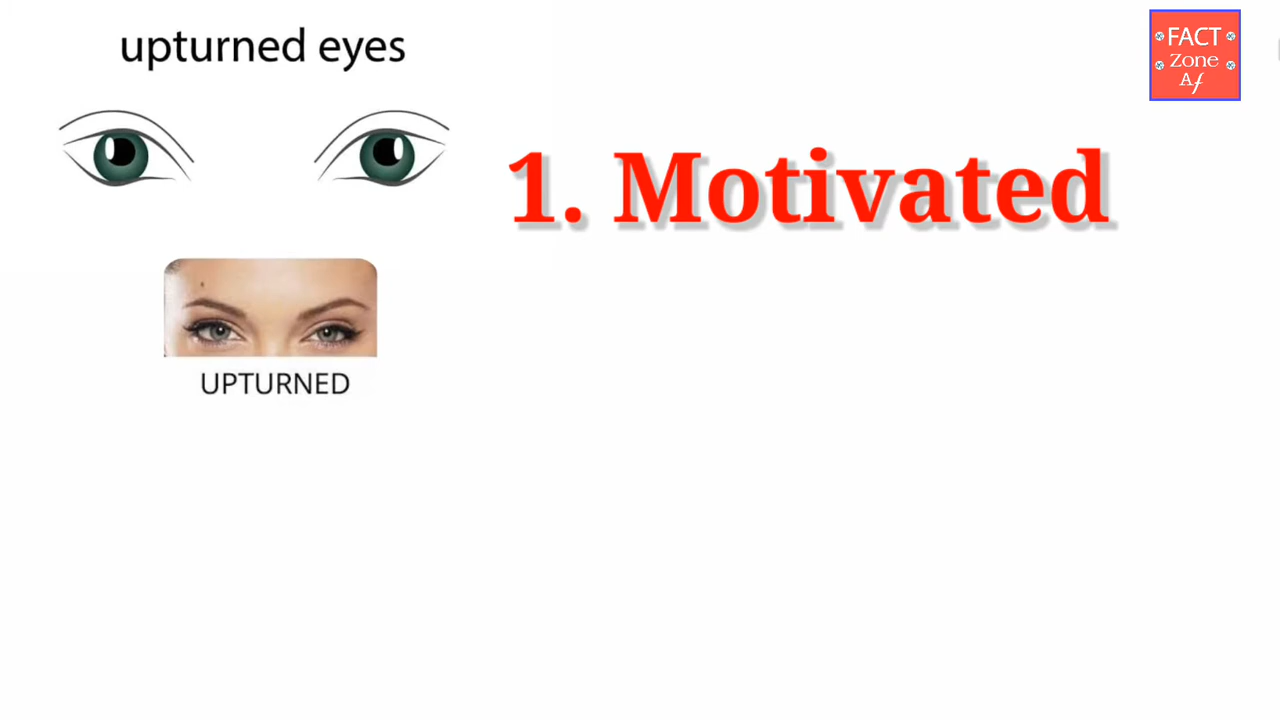 upturned eyes
1. Motivated
UPTURNED
FACT
Zone
Af